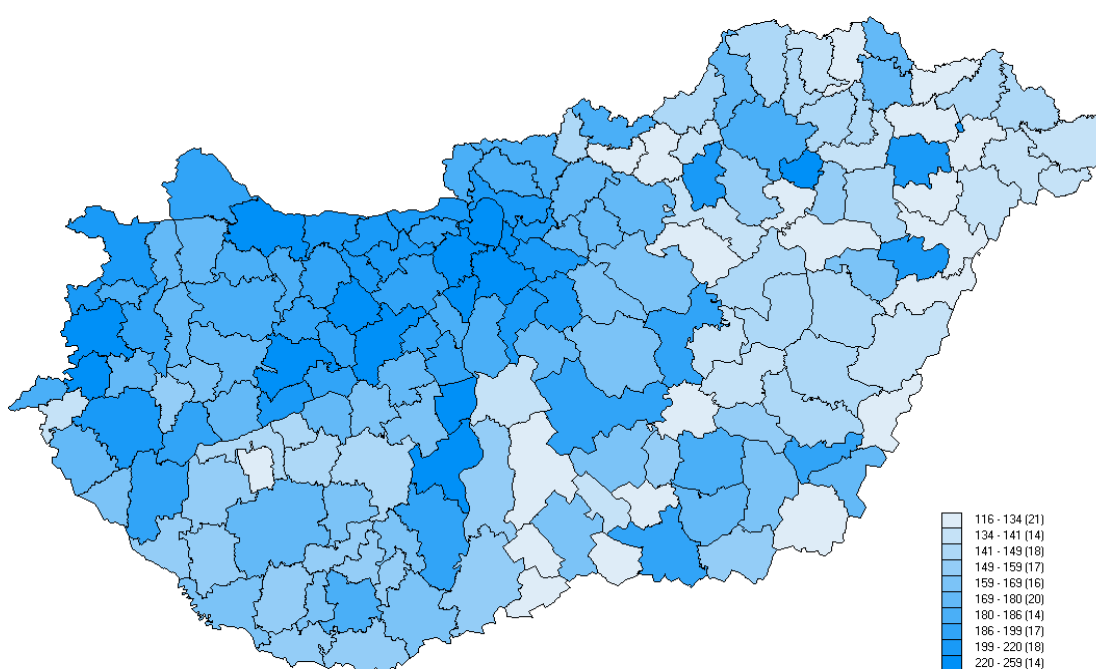 116 - 134 (21)
134 - 141 (14)
141 - 149 (18)
149 - 159 (17)
159 - 169 (16)
169 - 180 (20)
180 - 186 (14)
186 - 199 (17)
199 - 220 (18)
220 - 259 (14)